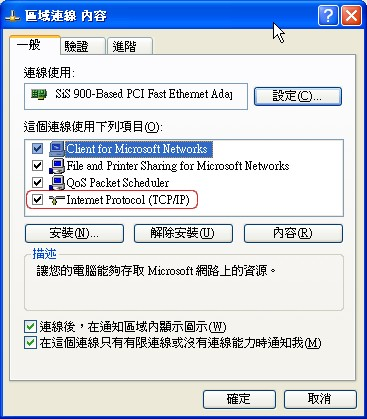 區域連線 內容
一般 驗證 進階
連線使用:
SiS 900-Based PCI Fast Ethernet Adaj
設定(C)...
這個連線使用下列項目(O):
Client for Microsoft Networks
File and Printer Sharing for Microsoft Networks
QoS Packet Scheduler
Internet Protocol (TCP/IP)
安裝(N)... 解除安裝(U) 內容(R)
描述
讓您的電腦能夠存取 Microsoft 網路上的資源。
連線後，在通知區域內顯示圖示(W)
在這個連線只有有限連線或沒有連線能力時通知我(M)
確定 取消